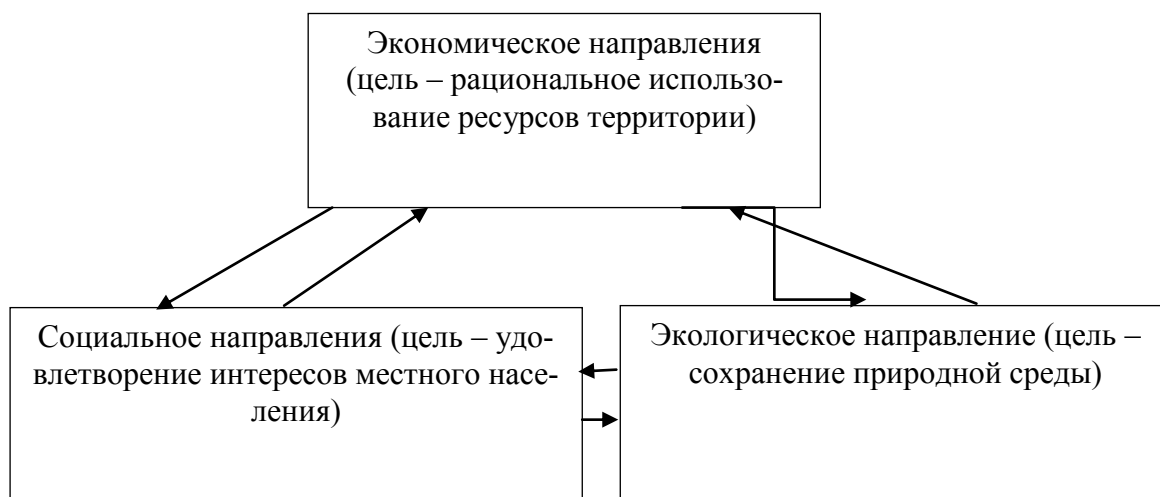 Экономическое направления
(цель – рациональное использо-
вание ресурсов территории)
Социальное направления (цель – удо-
влетворение интересов местного насе-
ления)
Экологическое направление (цель –
сохранение природной среды)